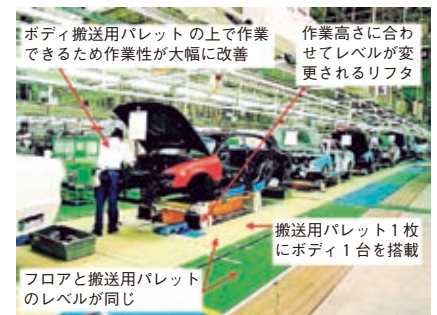 ボディ搬送用パレット の上で作業
できるため作業性が大幅に改善
作業高さに合わ
せてレベルが変
更されるリフタ
搬送用パレット1枚
にボディ1台を搭載
フロアと搬送用パレット
のレベルが同じ